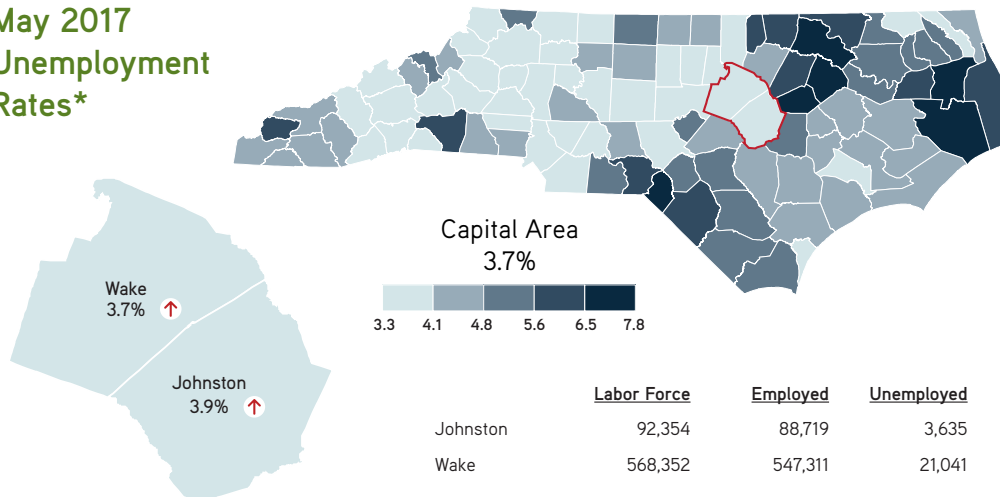 May 2017
Unemployment
Rates*
Capital Area
3.7%
3.3 4.1 4.8 5.6 6.5 7.8
Wake
3.7%
Johnston
3.9%
Labor Force Employed Unemployed
Johnston 92,354 88,719 3,635
Wake 568,352 547,311 21,041